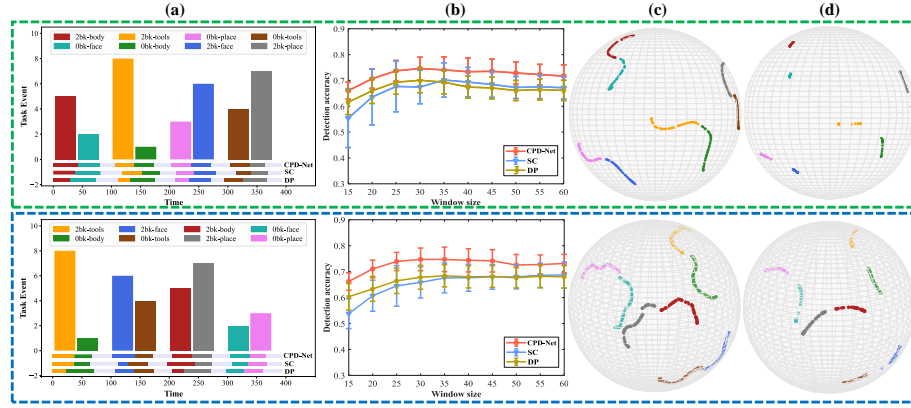 (a) (b) (c) (d)
Task Event
12
10
8
6
4
2
0
−2
2bk-body 2bk-tools 0bk-place 0bk-tools
0bk-face 0bk-body 2bk-face 2bk-place
CPD-Net
SC
DP
0 50 100 150 200 250 300 350 400
Time
Detection accuracy
0.9
0.8
0.7
0.6
0.5
0.4
0.3
CPD-Net
SC
DP
15 20 25 30 35 40 45 50 55 60
Window size
Task Event
12
10
8
6
4
2
0
−2
2bk-tools 2bk-face 2bk-body 0bk-face
0bk-body 0bk-tools 2bk-place 0bk-place
CPD-Net
SC
DP
0 50 100 150 200 250 300 350 400
Time
Detection accuracy
0.9
0.8
0.7
0.6
0.5
0.4
0.3
CPD-Net
SC
DP
15 20 25 30 35 40 45 50 55 60
Window size